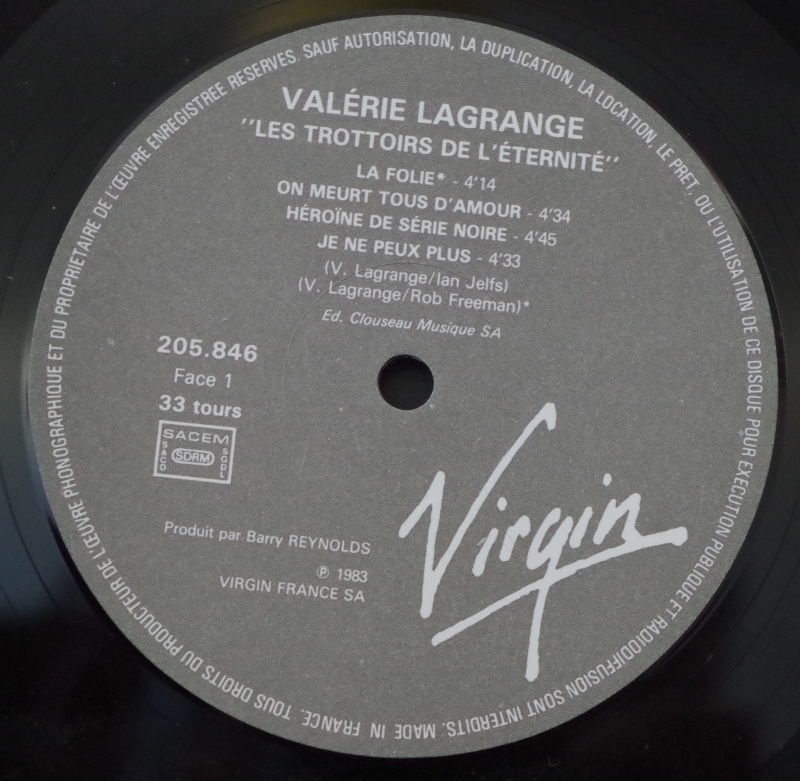 VALÉRIE LAGRANGE
"LES TROTTOIRS DE L'ÉTERNITÉ"
LA FOLIE* - 4'14
ON MEURT TOUS D'AMOUR - 4'34
HÉROÏNE DE SÉRIE NOIRE - 4'45
JE NE PEUX PLUS - 4'33
(V. Lagrange/Ian Jelfs)
(V. Lagrange/Rob Freeman)*
Ed. Clouseau Musique SA
205.846
Face 1
33 tours
SACEM
SACD
SDRM
SGDL
Virgin
Produit par Barry REYNOLDS
℗ 1983
VIRGIN FRANCE SA
TOUS DROITS DU PRODUCTEUR DE L'ŒUVRE PHONOGRAPHIQUE ET DU PROPRIETAIRE DE L'ŒUVRE ENREGISTREE RESERVES. SAUF AUTORISATION, LA DUPLICATION, LA LOCATION, LE PRET, OU L'UTILISATION DE CE DISQUE POUR EXECUTION PUBLIQUE ET RADIODIFFUSION SONT INTERDITS. MADE IN FRANCE.